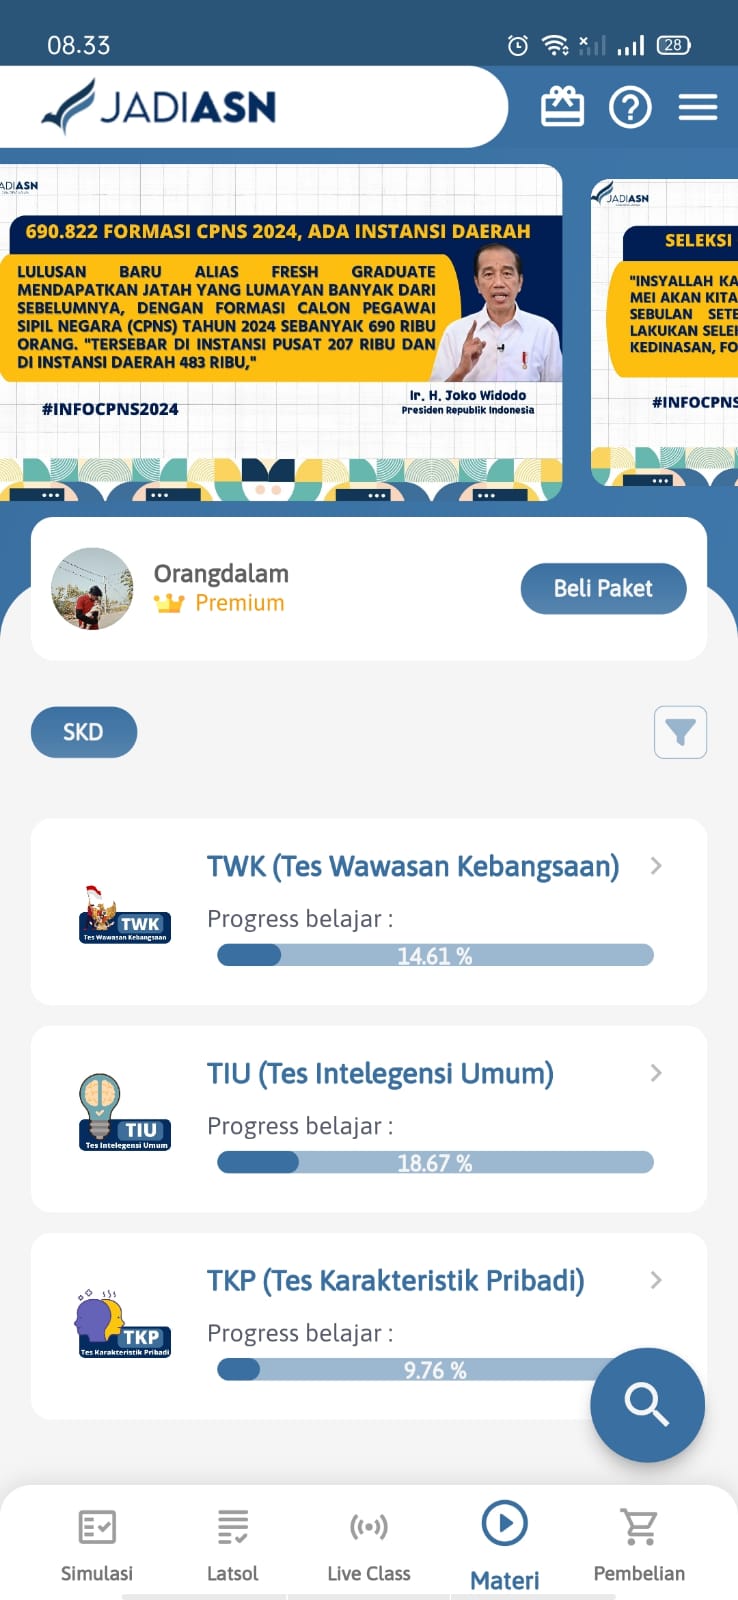 08.33
28
JADIASN
JADIASN
690.822 FORMASI CPNS 2024, ADA INSTANSI DAERAH
LULUSAN BARU ALIAS FRESH GRADUATE
MENDAPATKAN JATAH YANG LUMAYAN BANYAK DARI
SEBELUMNYA, DENGAN FORMASI CALON PEGAWAI
SIPIL NEGARA (CPNS) TAHUN 2024 SEBANYAK 690 RIBU
ORANG. "TERSEBAR DI INSTANSI PUSAT 207 RIBU DAN
DI INSTANSI DAERAH 483 RIBU,"
Ir. H. Joko Widodo
Presiden Republik Indonesia
#INFOCPNS2024
JADIASN
SELEKSI
"INSYALLAH KA
MEI AKAN KITA
SEBULAN SETE
LAKUKAN SELEI
KEDINASAN, FO
#INFOCPNS
Orangdalam
Premium
Beli Paket
SKD
TWK (Tes Wawasan Kebangsaan)
TWK
Tes Wawasan Kebangsaan
Progress belajar :
14.61 %
TIU (Tes Intelegensi Umum)
TIU
Tes Intelegensi Umum
Progress belajar :
18.67 %
TKP (Tes Karakteristik Pribadi)
TKP
Tes Karakteristik Pribadi
Progress belajar :
9.76 %
Simulasi
Latsol
Live Class
Materi
Pembelian